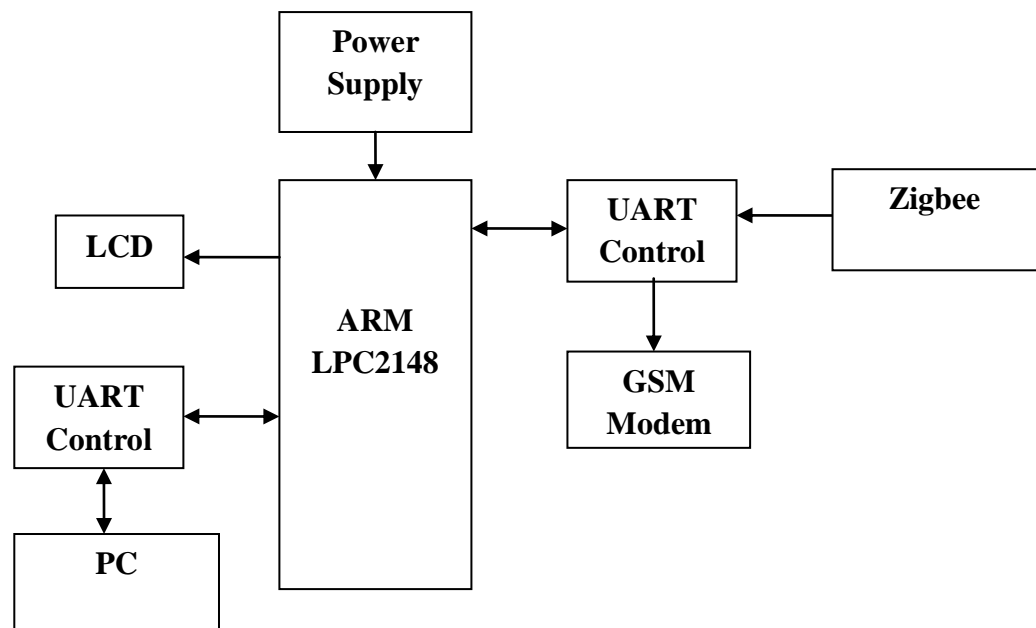 Power
Supply
Zigbee
UART
Control
LCD
ARM
LPC2148
GSM
Modem
UART
Control
PC